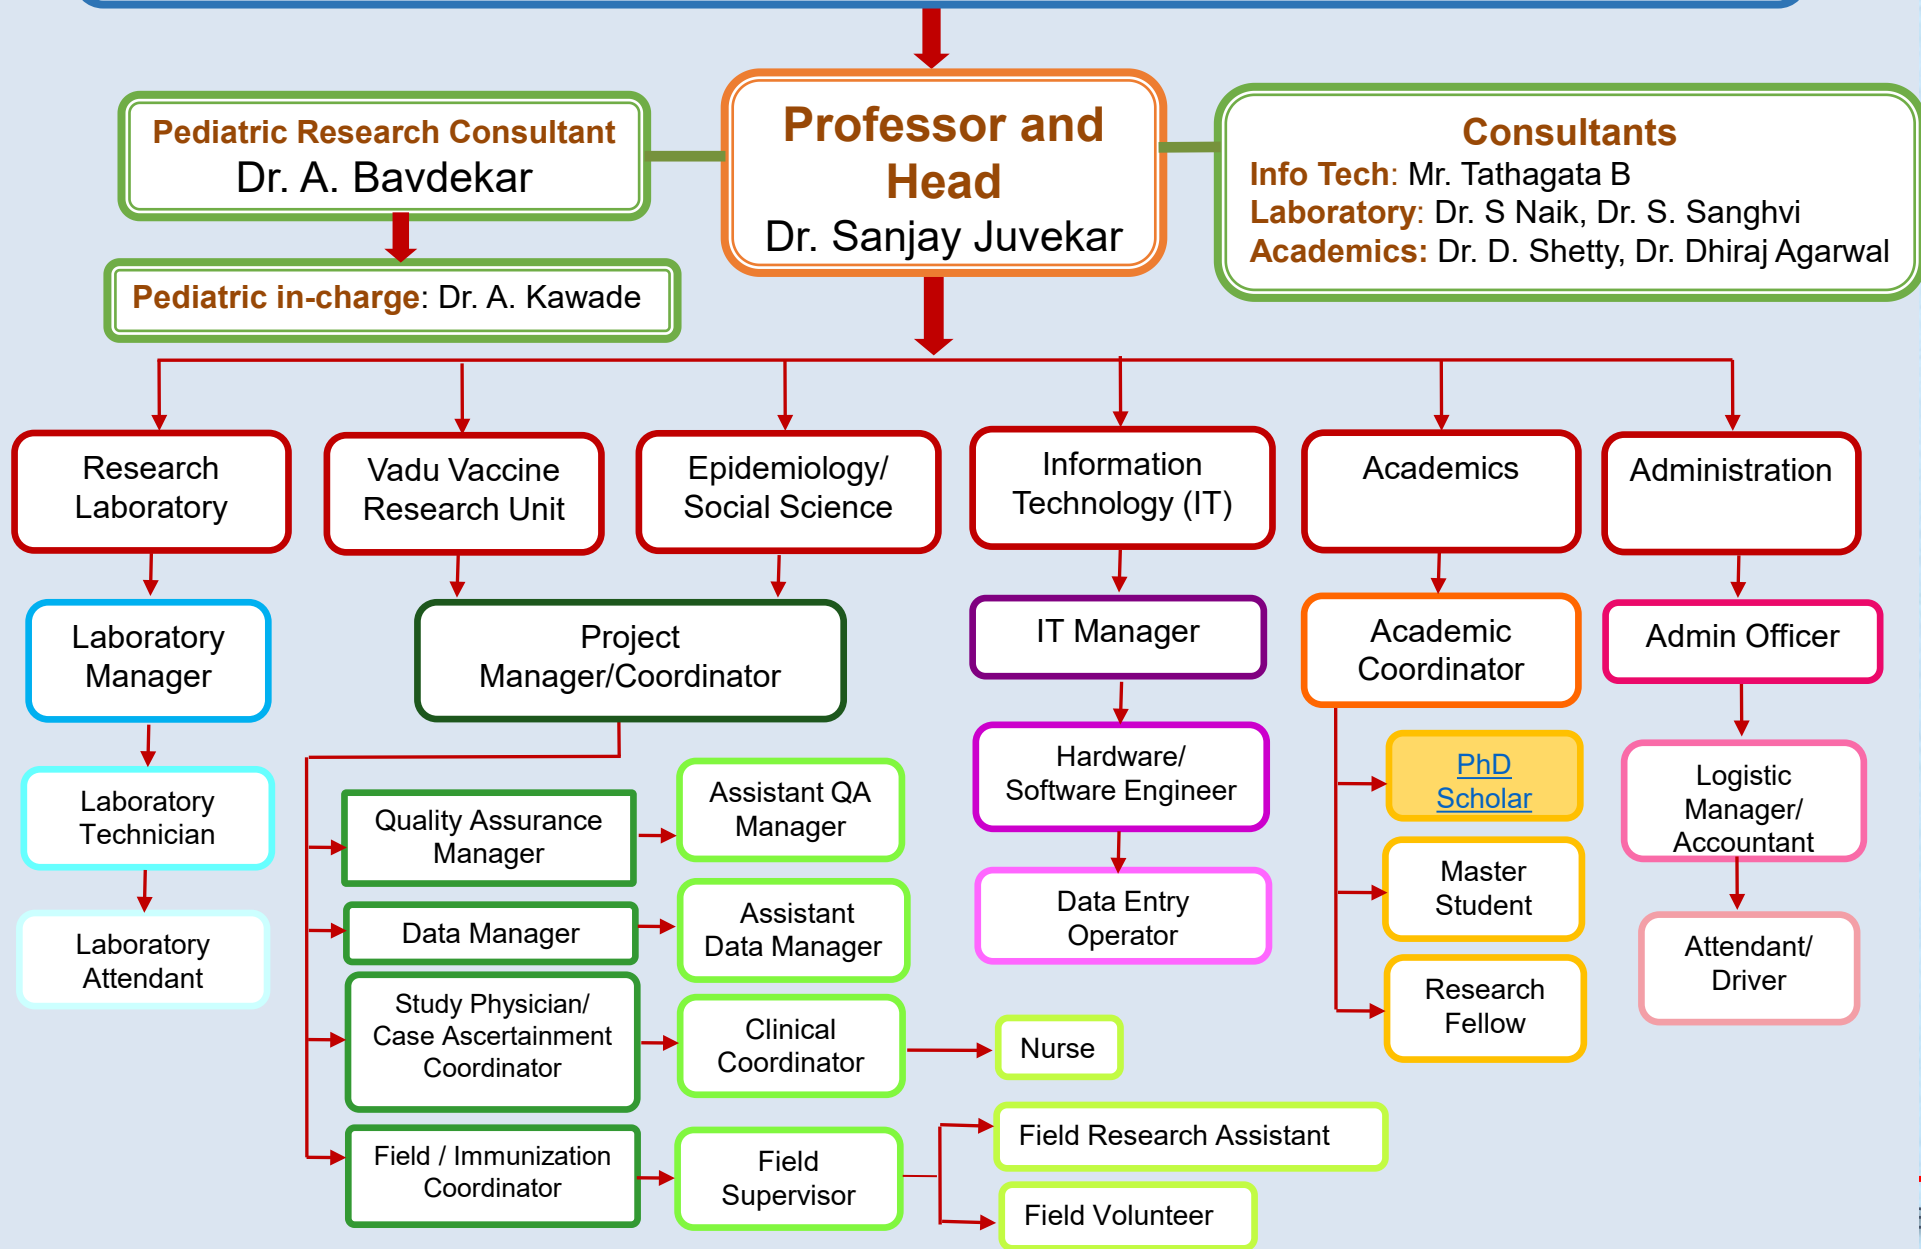 Pediatric Research Consultant
Dr. A. Bavdekar
Professor and
Head
Dr. Sanjay Juvekar
Consultants
Info Tech: Mr. Tathagata B
Laboratory: Dr. S Naik, Dr. S. Sanghvi
Academics: Dr. D. Shetty, Dr. Dhiraj Agarwal
Pediatric in-charge: Dr. A. Kawade
Research
Laboratory
Vadu Vaccine
Research Unit
Epidemiology/
Social Science
Information
Technology (IT)
Academics
Administration
Laboratory
Manager
Project
Manager/Coordinator
IT Manager
Academic
Coordinator
Admin Officer
Laboratory
Technician
Laboratory
Attendant
Quality Assurance
Manager
Assistant QA
Manager
Data Manager
Assistant
Data Manager
Study Physician/
Case Ascertainment
Coordinator
Clinical
Coordinator
Nurse
Field / Immunization
Coordinator
Field
Supervisor
Field Research Assistant
Field Volunteer
Hardware/
Software Engineer
Data Entry
Operator
PhD
Scholar
Master
Student
Research
Fellow
Logistic
Manager/
Accountant
Attendant/
Driver